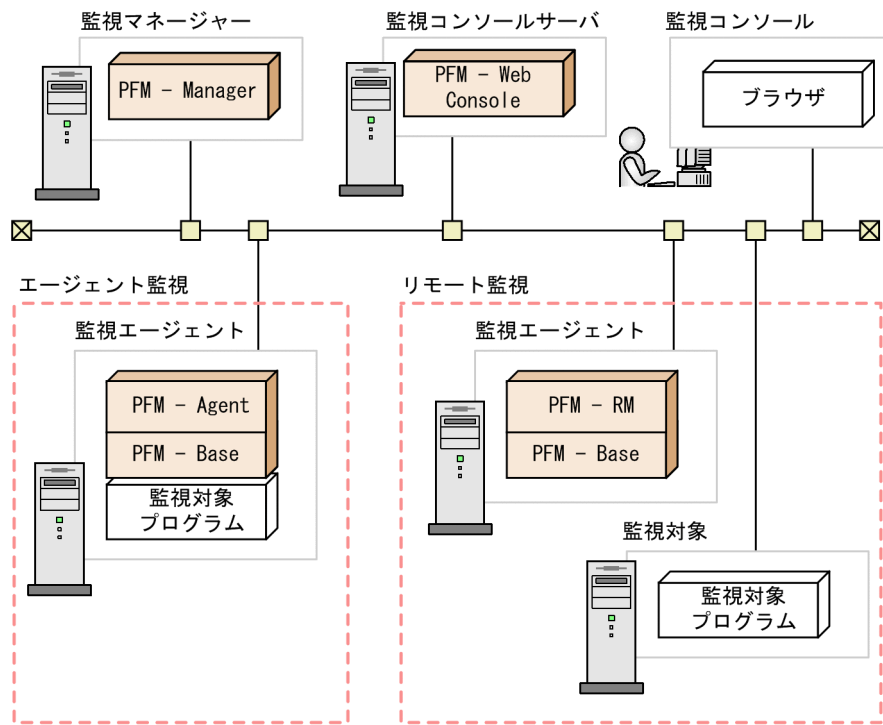 監視マネージャー
PFM - Manager
監視コンソールサーバ
PFM - Web
Console
監視コンソール
ブラウザ
エージェント監視
監視エージェント
PFM - Agent
PFM - Base
監視対象
プログラム
リモート監視
監視エージェント
PFM - RM
PFM - Base
監視対象
監視対象
プログラム